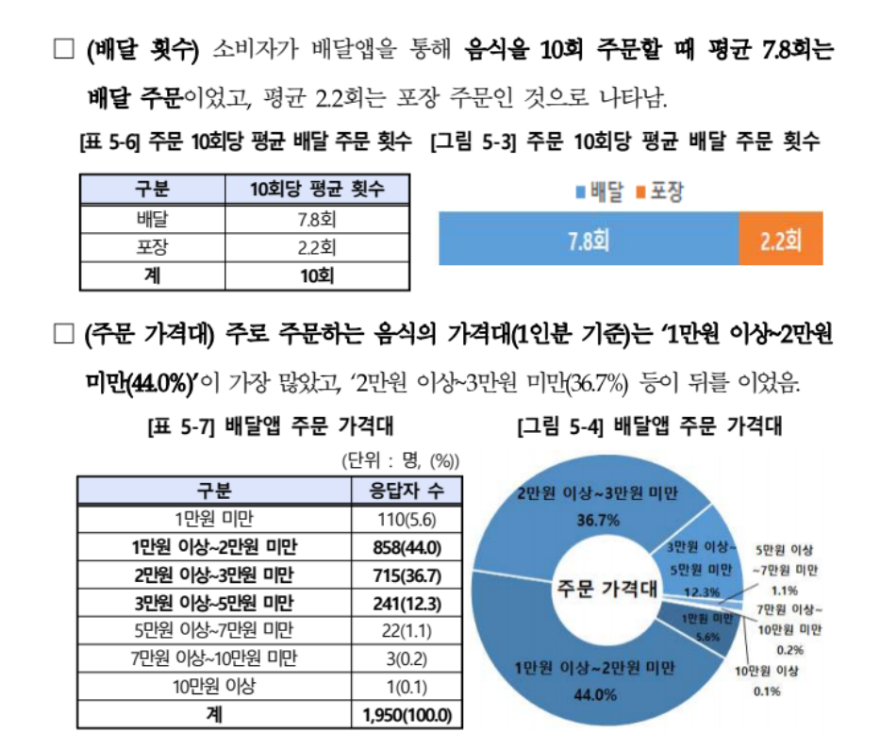 □ (배달 횟수) 소비자가 배달앱을 통해 음식을 10회 주문할 때 평균 7.8회는
배달 주문이었고, 평균 2.2회는 포장 주문인 것으로 나타남.
[표 5-6] 주문 10회당 평균 배달 주문 횟수 [그림 5-3] 주문 10회당 평균 배달 주문 횟수
구분 10회당 평균 횟수
배달 7.8회
포장 2.2회
계 10회
■배달 ■포장
7.8회 2.2회
□ (주문 가격대) 주로 주문하는 음식의 가격대(1인분 기준)는 ‘1만원 이상~2만원
미만(44.0%)’이 가장 많았고, ‘2만원 이상~3만원 미만(36.7%) 등이 뒤를 이었음.
[표 5-7] 배달앱 주문 가격대
(단위 : 명, (%))
구분 응답자 수
1만원 미만 110(5.6)
1만원 이상~2만원 미만 858(44.0)
2만원 이상~3만원 미만 715(36.7)
3만원 이상~5만원 미만 241(12.3)
5만원 이상~7만원 미만 22(1.1)
7만원 이상~10만원 미만 3(0.2)
10만원 이상 1(0.1)
계 1,950(100.0)
[그림 5-4] 배달앱 주문 가격대
2만원 이상~3만원 미만
36.7%
3만원 이상~
5만원 미만
12.3%
5만원 이상
~7만원 미만
1.1%
7만원 이상~
10만원 미만
0.2%
10만원 이상
0.1%
1만원 미만
5.6%
주문 가격대
1만원 이상~2만원 미만
44.0%